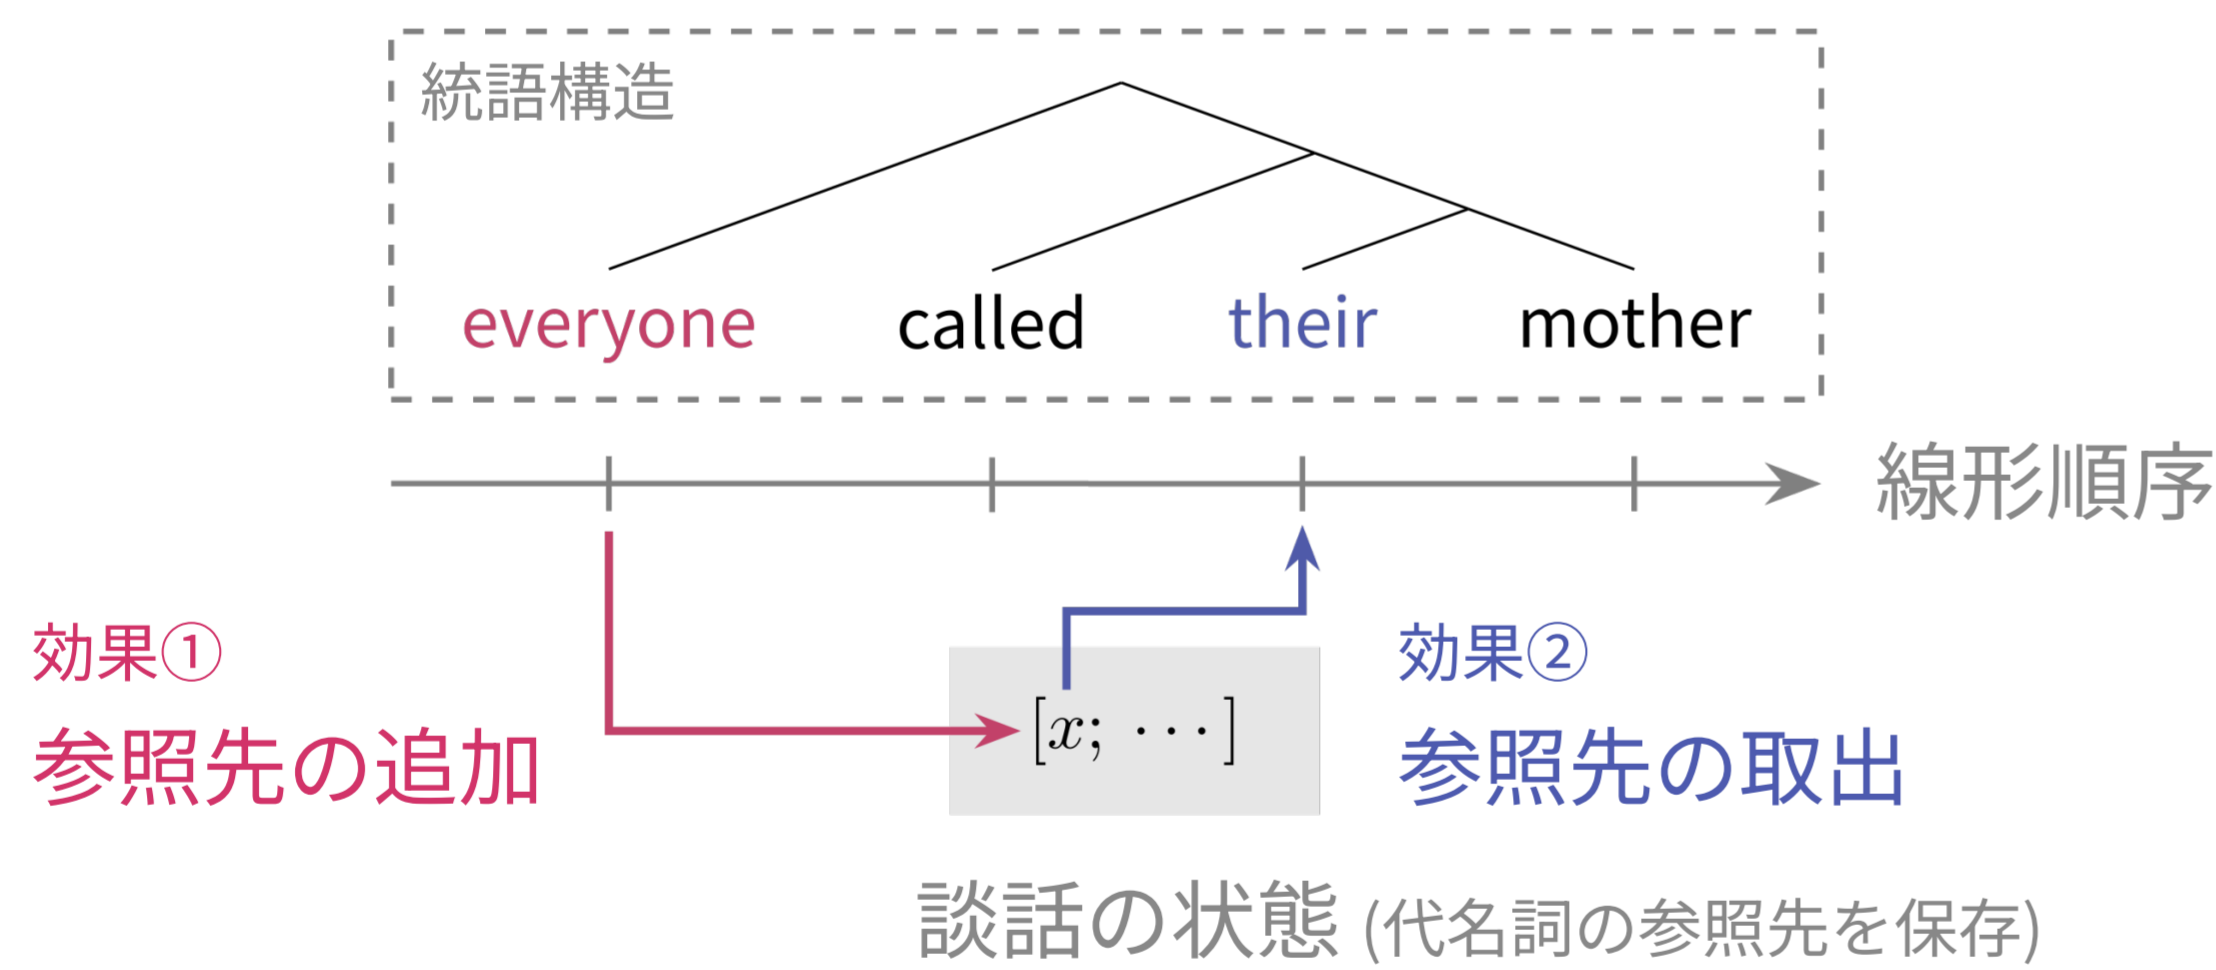 統語構造
everyone called their mother
線形順序
効果①
参照先の追加
[x; ⋯]
効果②
参照先の取出
談話の状態 (代名詞の参照先を保存)